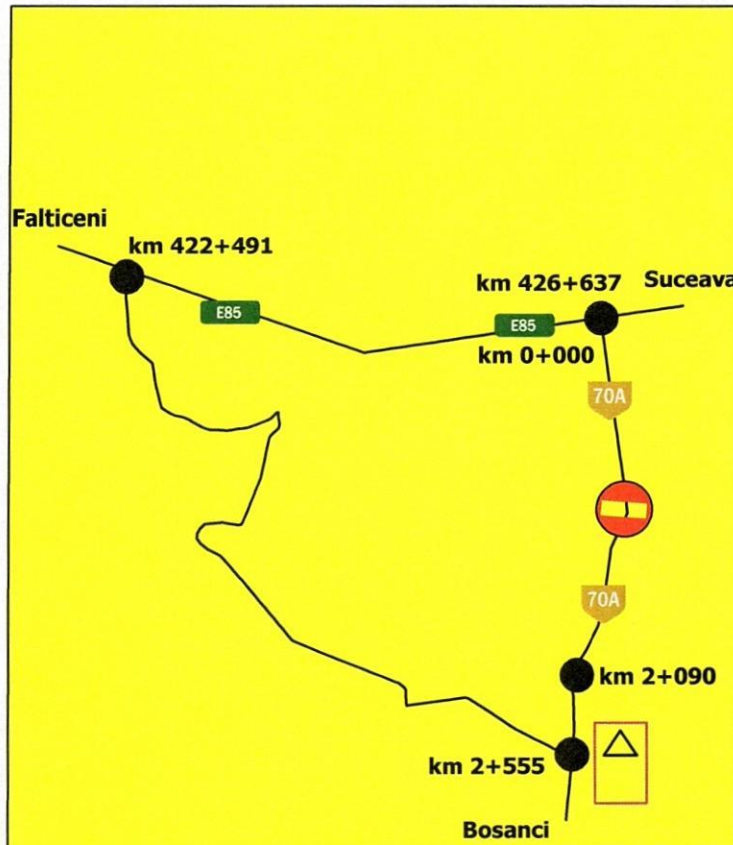 Falticeni
km 422+491
km 426+637
Suceava
E85
E85
km 0+000
70A
70A
km 2+090
km 2+555
Bosanci